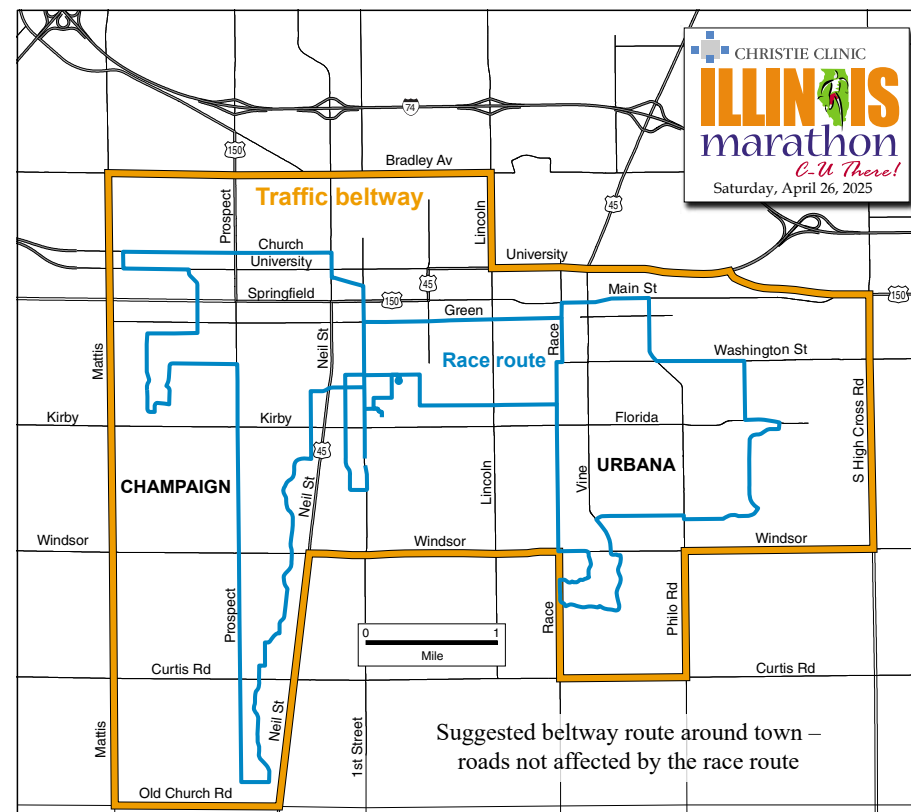 CHRISTIE CLINIC
ILLINOIS
marathon
C-U There!
Saturday, April 26, 2025
74
150
Bradley Av
Traffic beltway
Prospect
Lincoln
45
Church
University
University
Springfield
150
45
Main St
150
Green
Neil St
Race
Race route
Washington St
Mattis
Kirby
Kirby
Florida
S High Cross Rd
45
CHAMPAIGN
Neil St
Lincoln
Vine
URBANA
Windsor
Windsor
Windsor
Prospect
0 1
Mile
Race
Philo Rd
Curtis Rd
Curtis Rd
Mattis
Neil St
1st Street
Suggested beltway route around town –
roads not affected by the race route
Old Church Rd